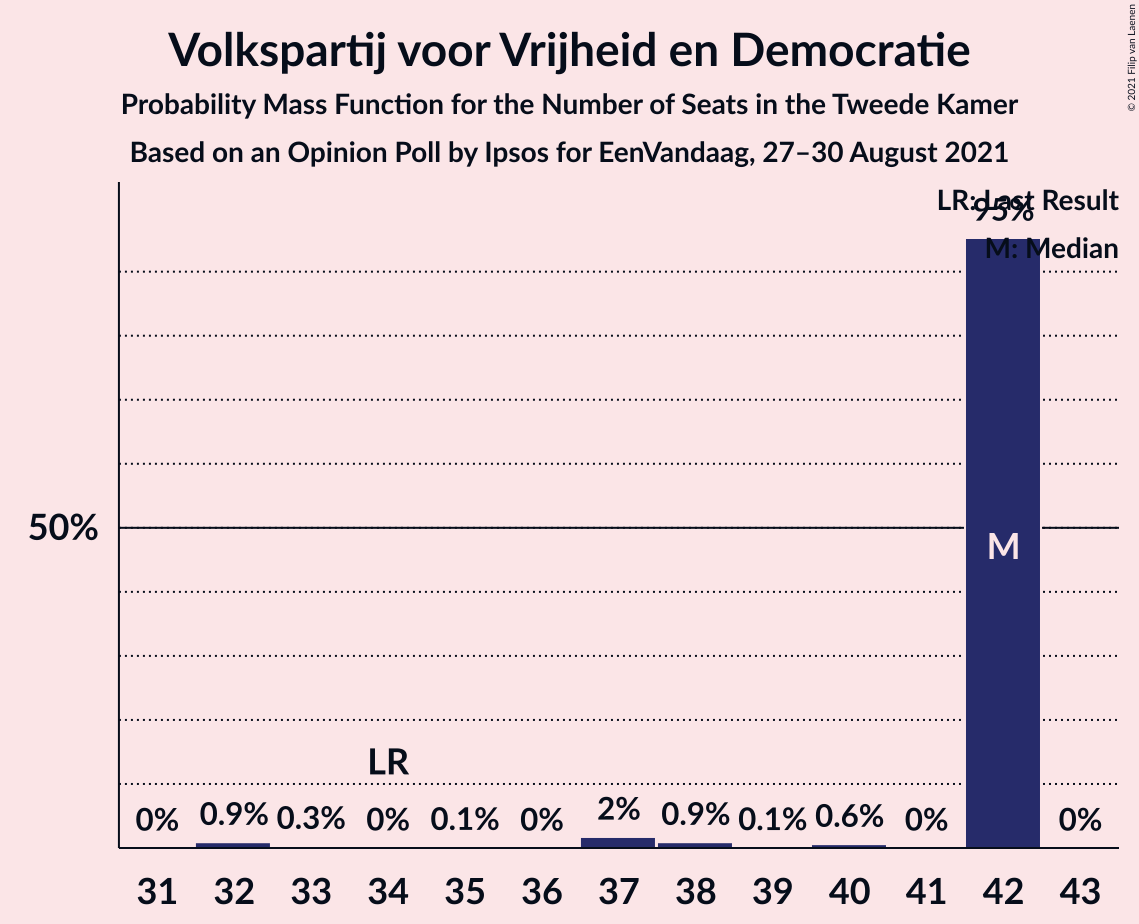 Volkspartij voor Vrijheid en Democratie
Probability Mass Function for the Number of Seats in the Tweede Kamer
Based on an Opinion Poll by Ipsos for EenVandaag, 27–30 August 2021
© 2021 Filip van Laenen
LR: Last Result
95%
M: Median
50%
M
LR
0% 0.9% 0.3% 0% 0.1% 0% 2% 0.9% 0.1% 0.6% 0% 0%
31 32 33 34 35 36 37 38 39 40 41 42 43